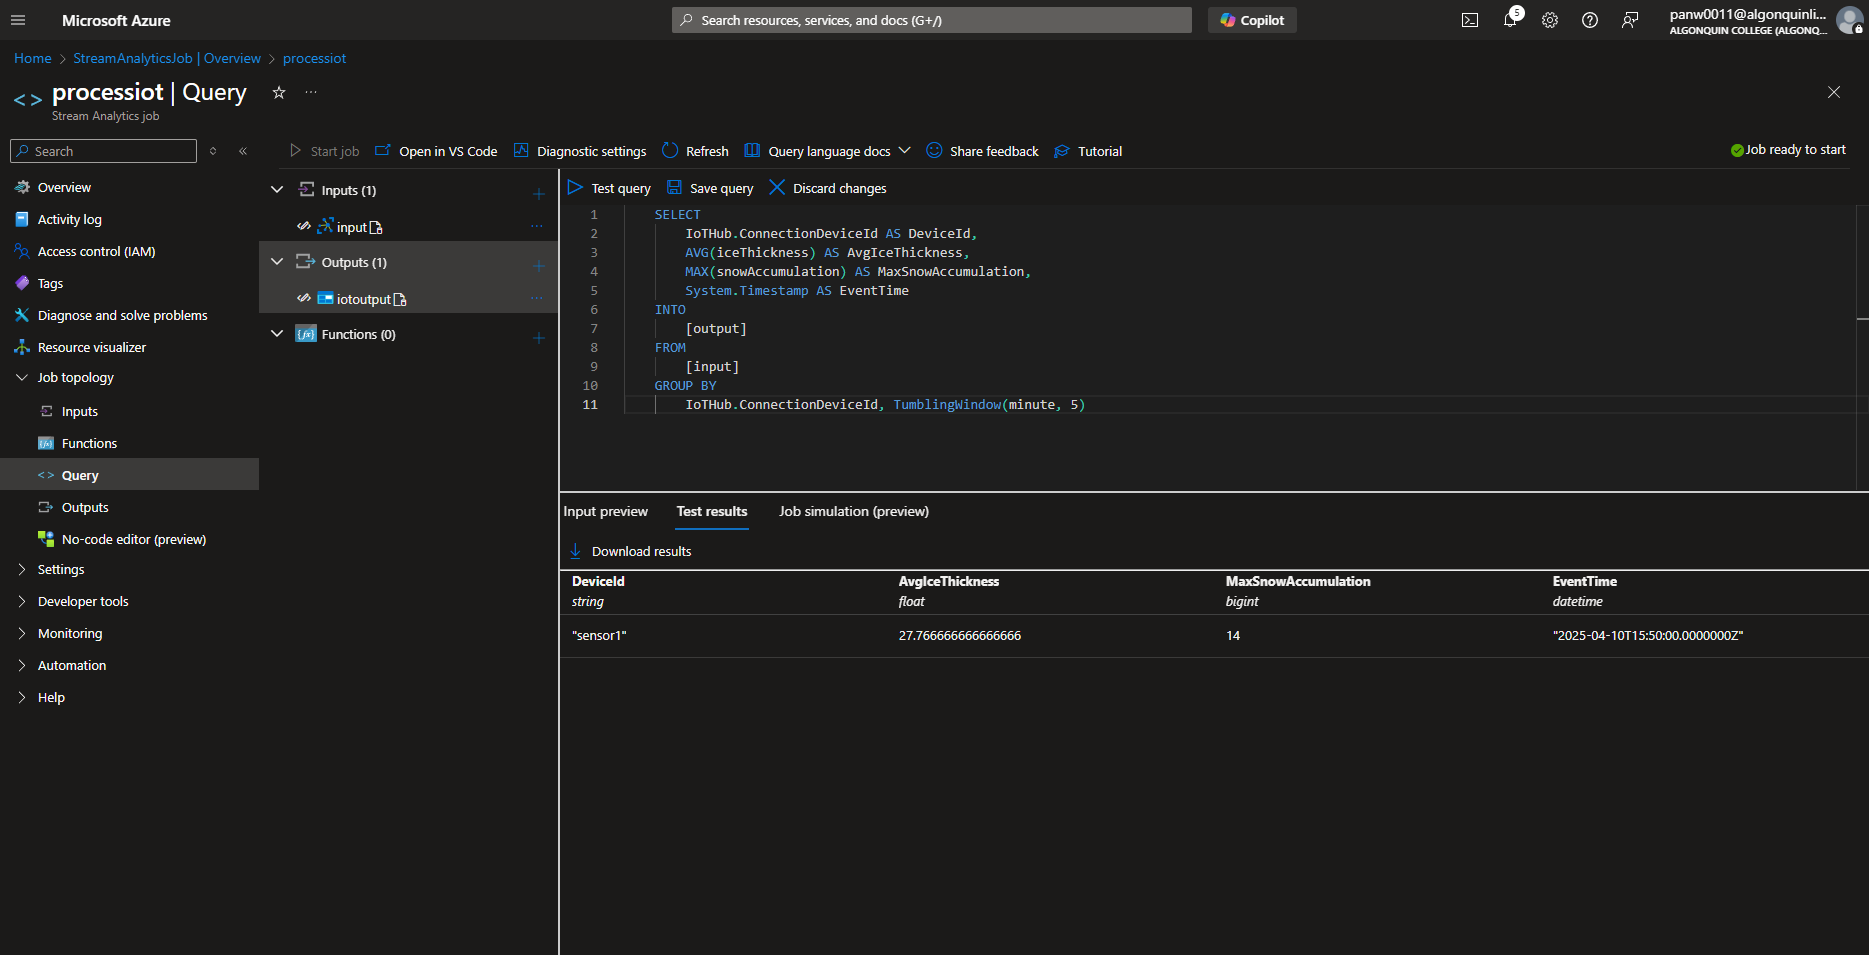 Microsoft Azure
Search resources, services, and docs (G+/)
Copilot
5
panw0011@algonquinli...
ALGONQUIN COLLEGE (ALGONQ...
Home > StreamAnalyticsJob | Overview > processiot
processiot | Query
Stream Analytics job
Search
Start job
Open in VS Code
Diagnostic settings
Refresh
Query language docs
Share feedback
Tutorial
Job ready to start
Overview
Activity log
Access control (IAM)
Tags
Diagnose and solve problems
Resource visualizer
Job topology
Inputs
Functions
Query
Outputs
No-code editor (preview)
Settings
Developer tools
Monitoring
Automation
Help
Inputs (1)
input
Outputs (1)
iotoutput
Functions (0)
Test query
Save query
Discard changes
1 SELECT
2 IoTHub.ConnectionDeviceId AS DeviceId,
3 AVG(iceThickness) AS AvgIceThickness,
4 MAX(snowAccumulation) AS MaxSnowAccumulation,
5 System.Timestamp AS EventTime
6 INTO
7 [output]
8 FROM
9 [input]
10 GROUP BY
11 IoTHub.ConnectionDeviceId, TumblingWindow(minute, 5)
Input preview
Test results
Job simulation (preview)
Download results
DeviceId AvgIceThickness MaxSnowAccumulation EventTime
string float bigint datetime
"sensor1" 27.766666666666666 14 "2025-04-10T15:50:00.0000000Z"